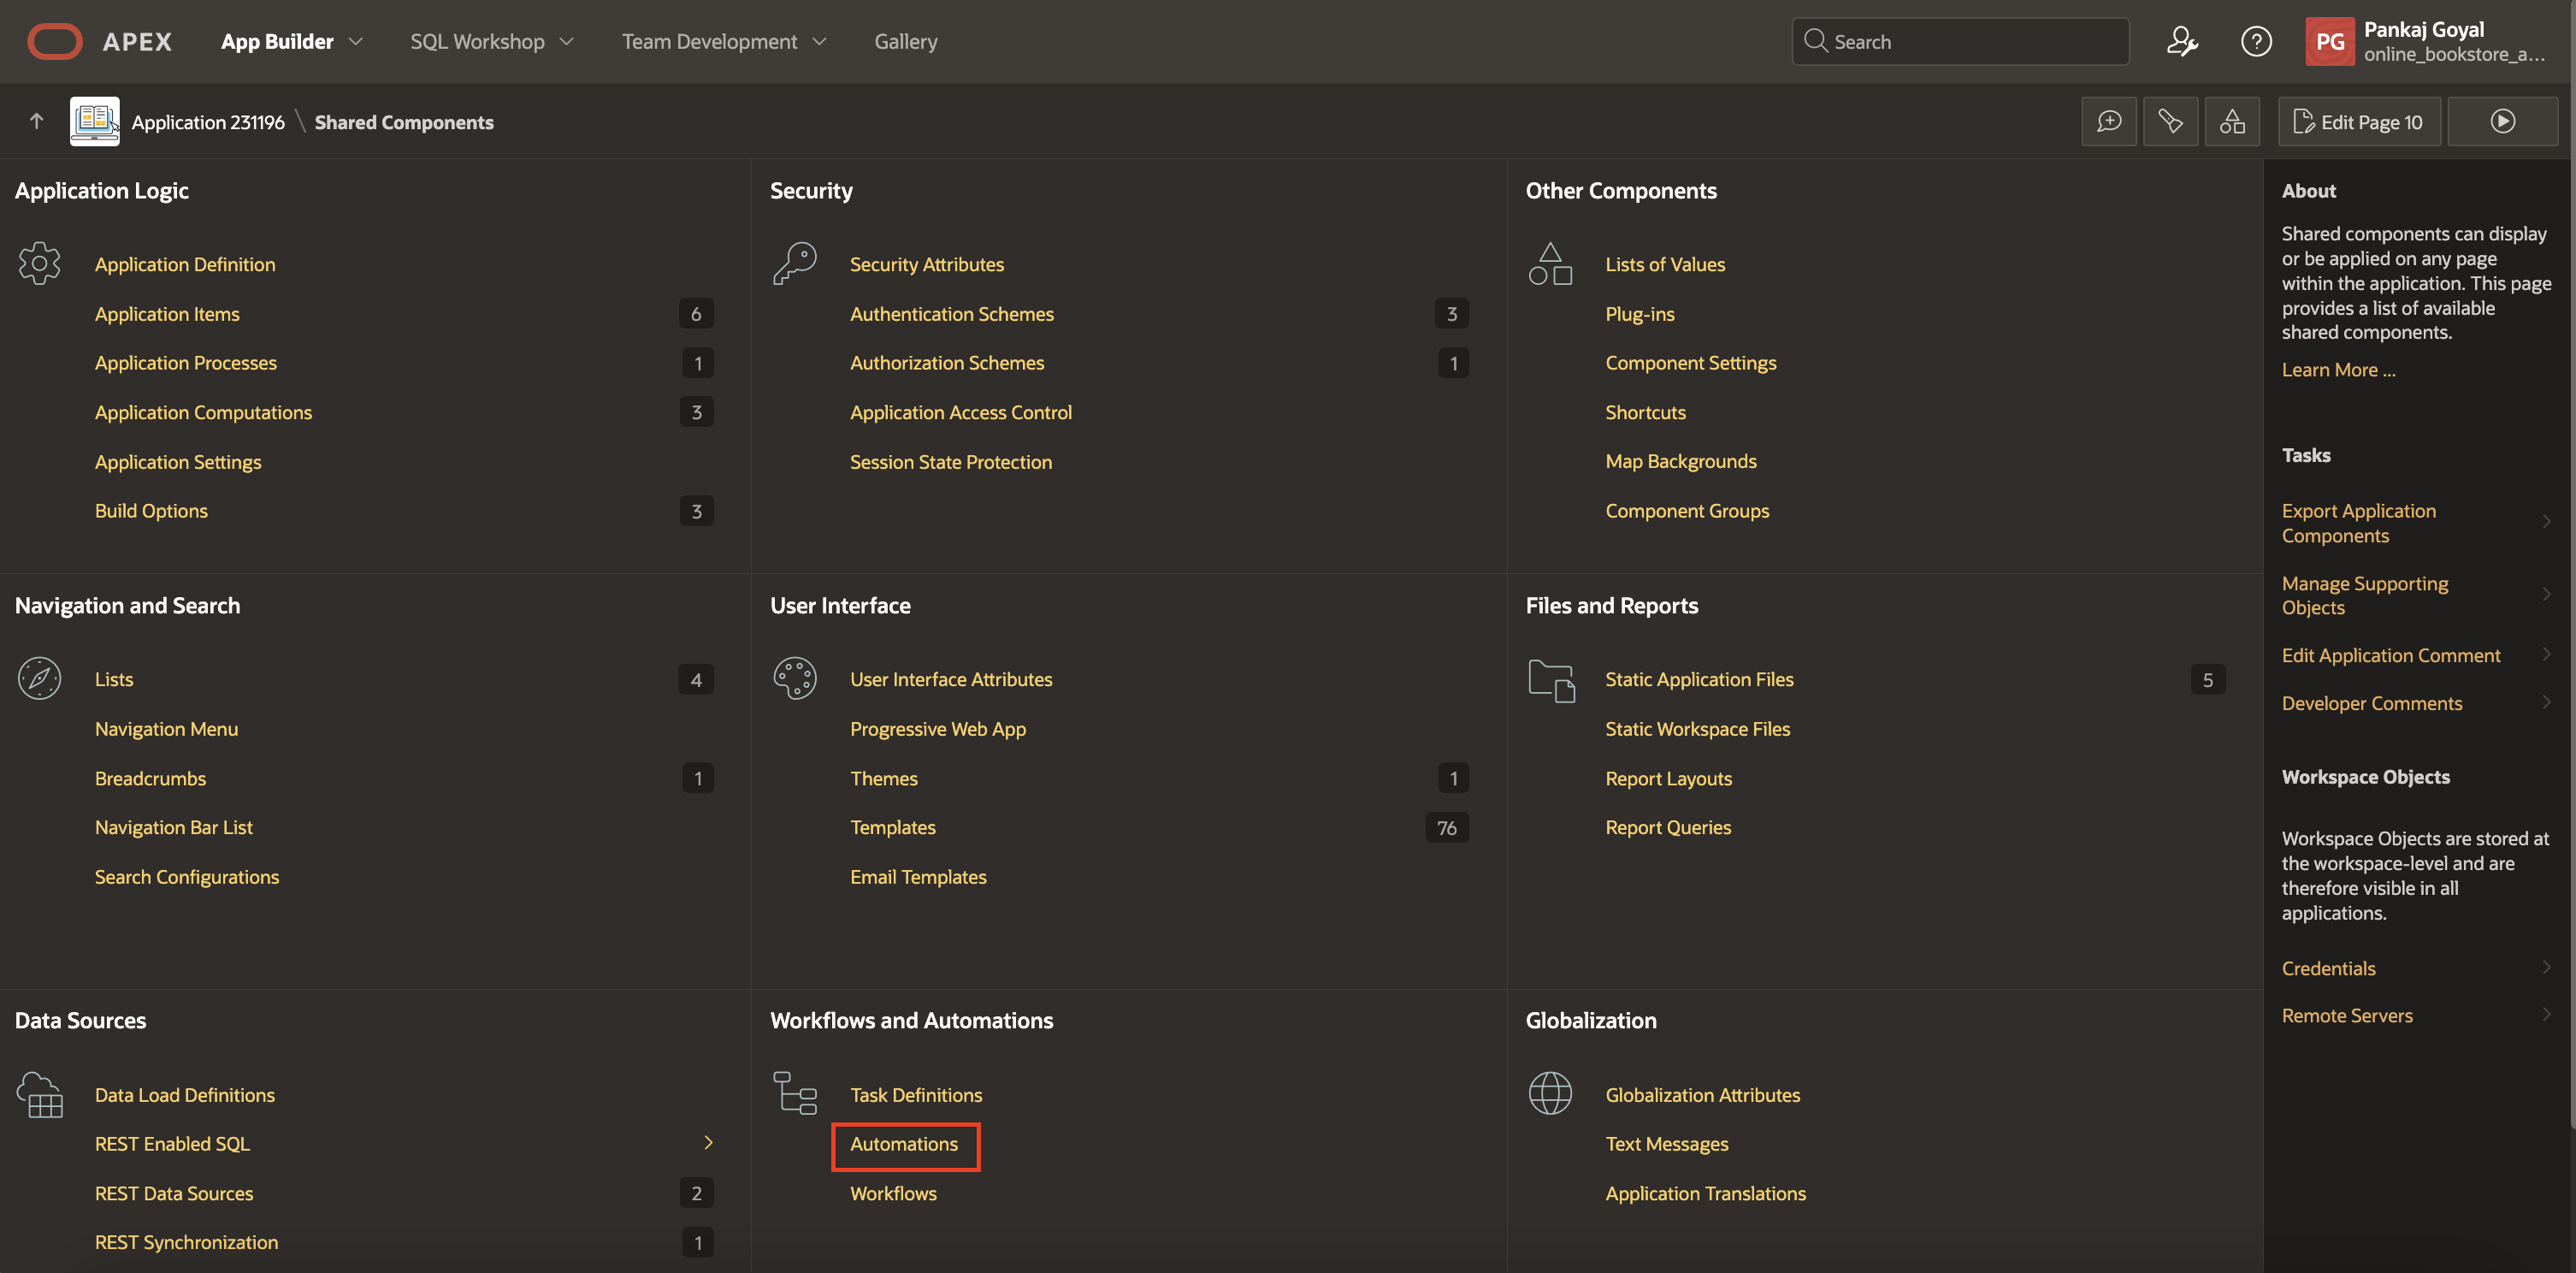 APEX
App Builder
SQL Workshop
Team Development
Gallery
Search
PG
Pankaj Goyal
online_bookstore_a...
Application 231196 \ Shared Components
Edit Page 10
Application Logic
Application Definition
Application Items 6
Application Processes 1
Application Computations 3
Application Settings
Build Options 3
Security
Security Attributes
Authentication Schemes 3
Authorization Schemes 1
Application Access Control
Session State Protection
Other Components
Lists of Values
Plug-ins
Component Settings
Shortcuts
Map Backgrounds
Component Groups
Navigation and Search
Lists 4
Navigation Menu
Breadcrumbs 1
Navigation Bar List
Search Configurations
User Interface
User Interface Attributes
Progressive Web App
Themes 1
Templates 76
Email Templates
Files and Reports
Static Application Files 5
Static Workspace Files
Report Layouts
Report Queries
Data Sources
Data Load Definitions
REST Enabled SQL
REST Data Sources 2
REST Synchronization 1
Workflows and Automations
Task Definitions
Automations
Workflows
Globalization
Globalization Attributes
Text Messages
Application Translations
About
Shared components can display
or be applied on any page
within the application. This page
provides a list of available
shared components.
Learn More ...
Tasks
Export Application
Components
Manage Supporting
Objects
Edit Application Comment
Developer Comments
Workspace Objects
Workspace Objects are stored at
the workspace-level and are
therefore visible in all
applications.
Credentials
Remote Servers